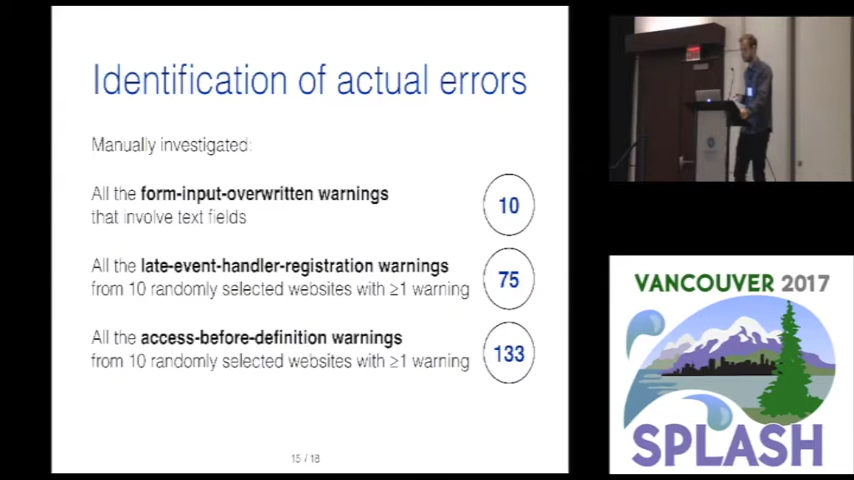 Identification of actual errors
Manually investigated:
All the form-input-overwritten warnings
that involve text fields
10
All the late-event-handler-registration warnings
from 10 randomly selected websites with ≥1 warning
75
All the access-before-definition warnings
from 10 randomly selected websites with ≥1 warning
133
15 / 18
VANCOUVER 2017
SPLASH